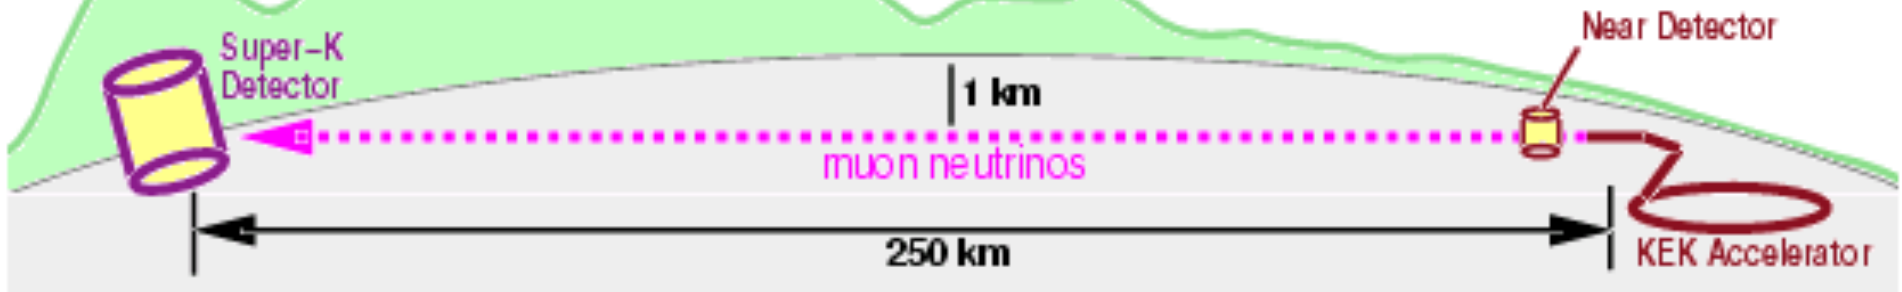 Super-K
Detector
Near Detector
1 km
muon neutrinos
250 km
KEK Accelerator